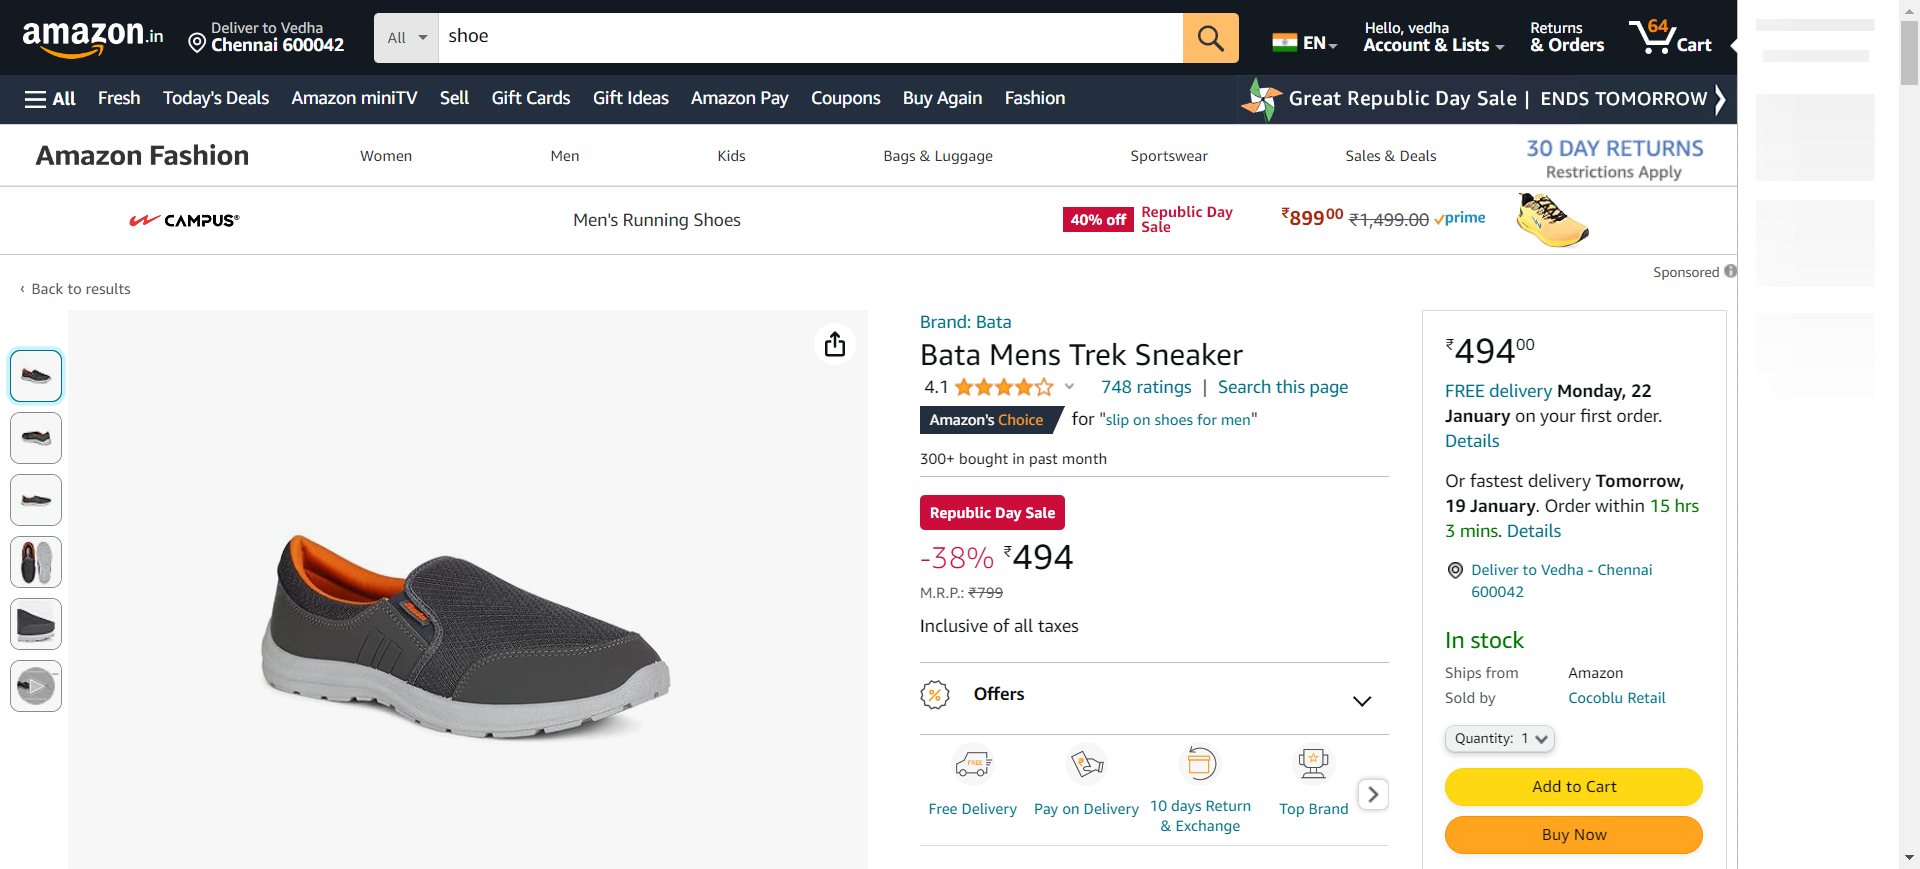 amazon.in
Deliver to Vedha
Chennai 600042
All
shoe
EN
Hello, vedha
Account & Lists
Returns
& Orders
64
Cart
All
Fresh
Today's Deals
Amazon miniTV
Sell
Gift Cards
Gift Ideas
Amazon Pay
Coupons
Buy Again
Fashion
Great Republic Day Sale | ENDS TOMORROW
Amazon Fashion
Women
Men
Kids
Bags & Luggage
Sportswear
Sales & Deals
30 DAY RETURNS
Restrictions Apply
CAMPUS®
Men's Running Shoes
40% off
Republic Day
Sale
₹89900 ₹1,499.00 prime
Sponsored
‹ Back to results
Brand: Bata
Bata Mens Trek Sneaker
4.1
748 ratings | Search this page
Amazon's Choice for "slip on shoes for men"
300+ bought in past month
Republic Day Sale
-38% ₹494
M.R.P.: ₹799
Inclusive of all taxes
% Offers
FREE
Free Delivery
₹
Pay on Delivery
10 days Return
& Exchange
Top Brand
₹49400
FREE delivery Monday, 22
January on your first order.
Details
Or fastest delivery Tomorrow,
19 January. Order within 15 hrs
3 mins. Details
Deliver to Vedha - Chennai
600042
In stock
Ships from Amazon
Sold by Cocoblu Retail
Quantity: 1
Add to Cart
Buy Now